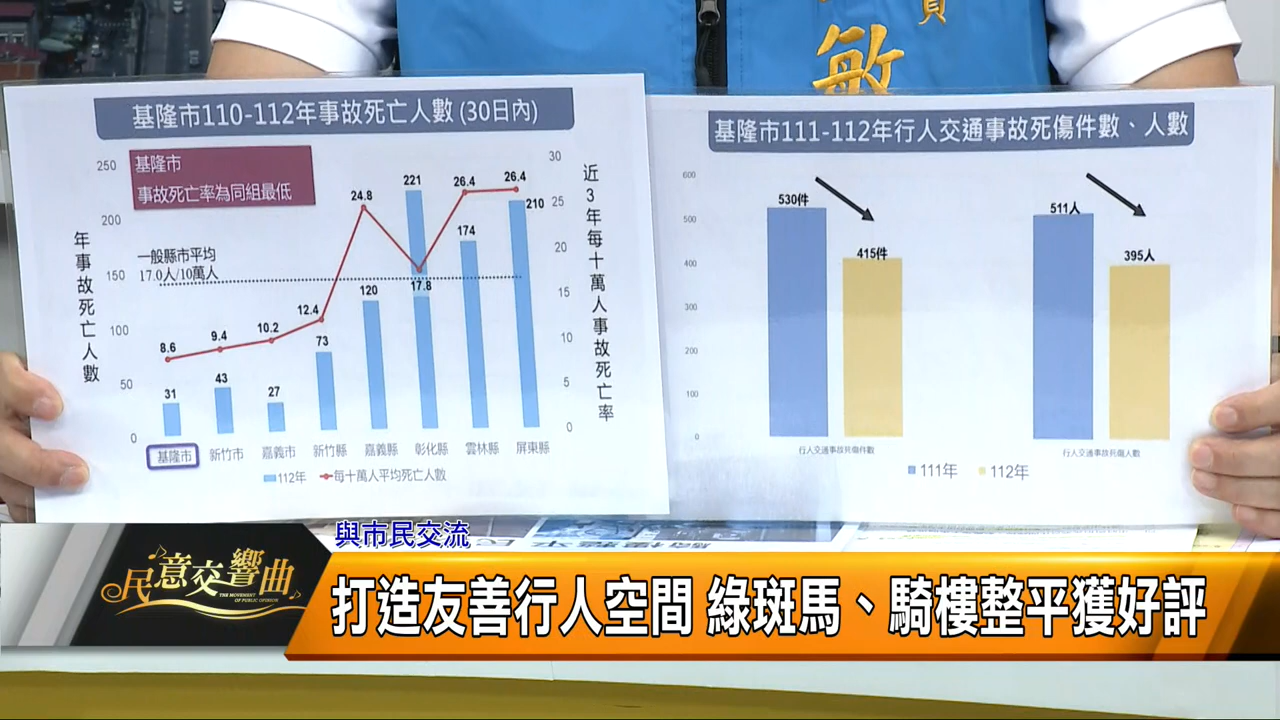 敏
基隆市110-112年事故死亡人數 (30日內)
基隆市
事故死亡率為同組最低
一般縣市平均
17.0人/10萬人
年事故死亡人數
250
200
150
100
50
0
近3年每十萬人事故死亡率
30
25
20
15
10
5
0
8.6
9.4
10.2
12.4
24.8
17.8
26.4
26.4
31
43
27
73
120
221
174
210
基隆市 新竹市 嘉義市 新竹縣 嘉義縣 彰化縣 雲林縣 屏東縣
112年 每十萬人平均死亡人數
基隆市111-112年行人交通事故死傷件數、人數
600
500
400
300
200
100
0
530件
415件
511人
395人
行人交通事故死傷件數 行人交通事故死傷人數
111年 112年
與市民交流
民意交響曲
THE MOVEMENT
OF PUBLIC OPINION
打造友善行人空間 綠斑馬、騎樓整平獲好評